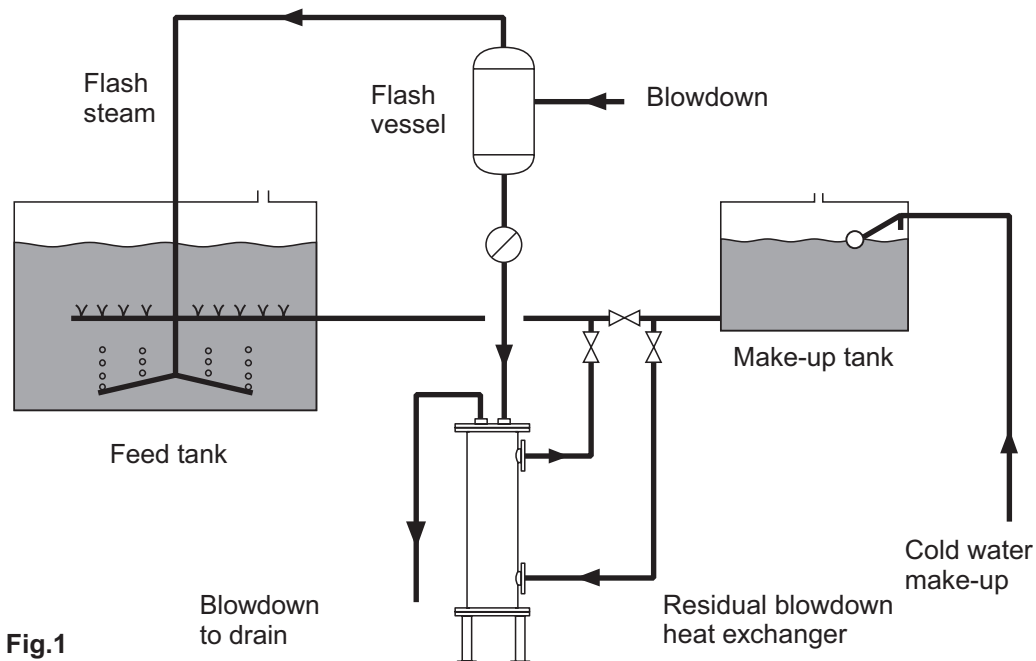 Flash
steam
Flash
vessel
Blowdown
Make-up tank
Feed tank
Cold water
make-up
Blowdown
to drain
Residual blowdown
heat exchanger
Fig.1